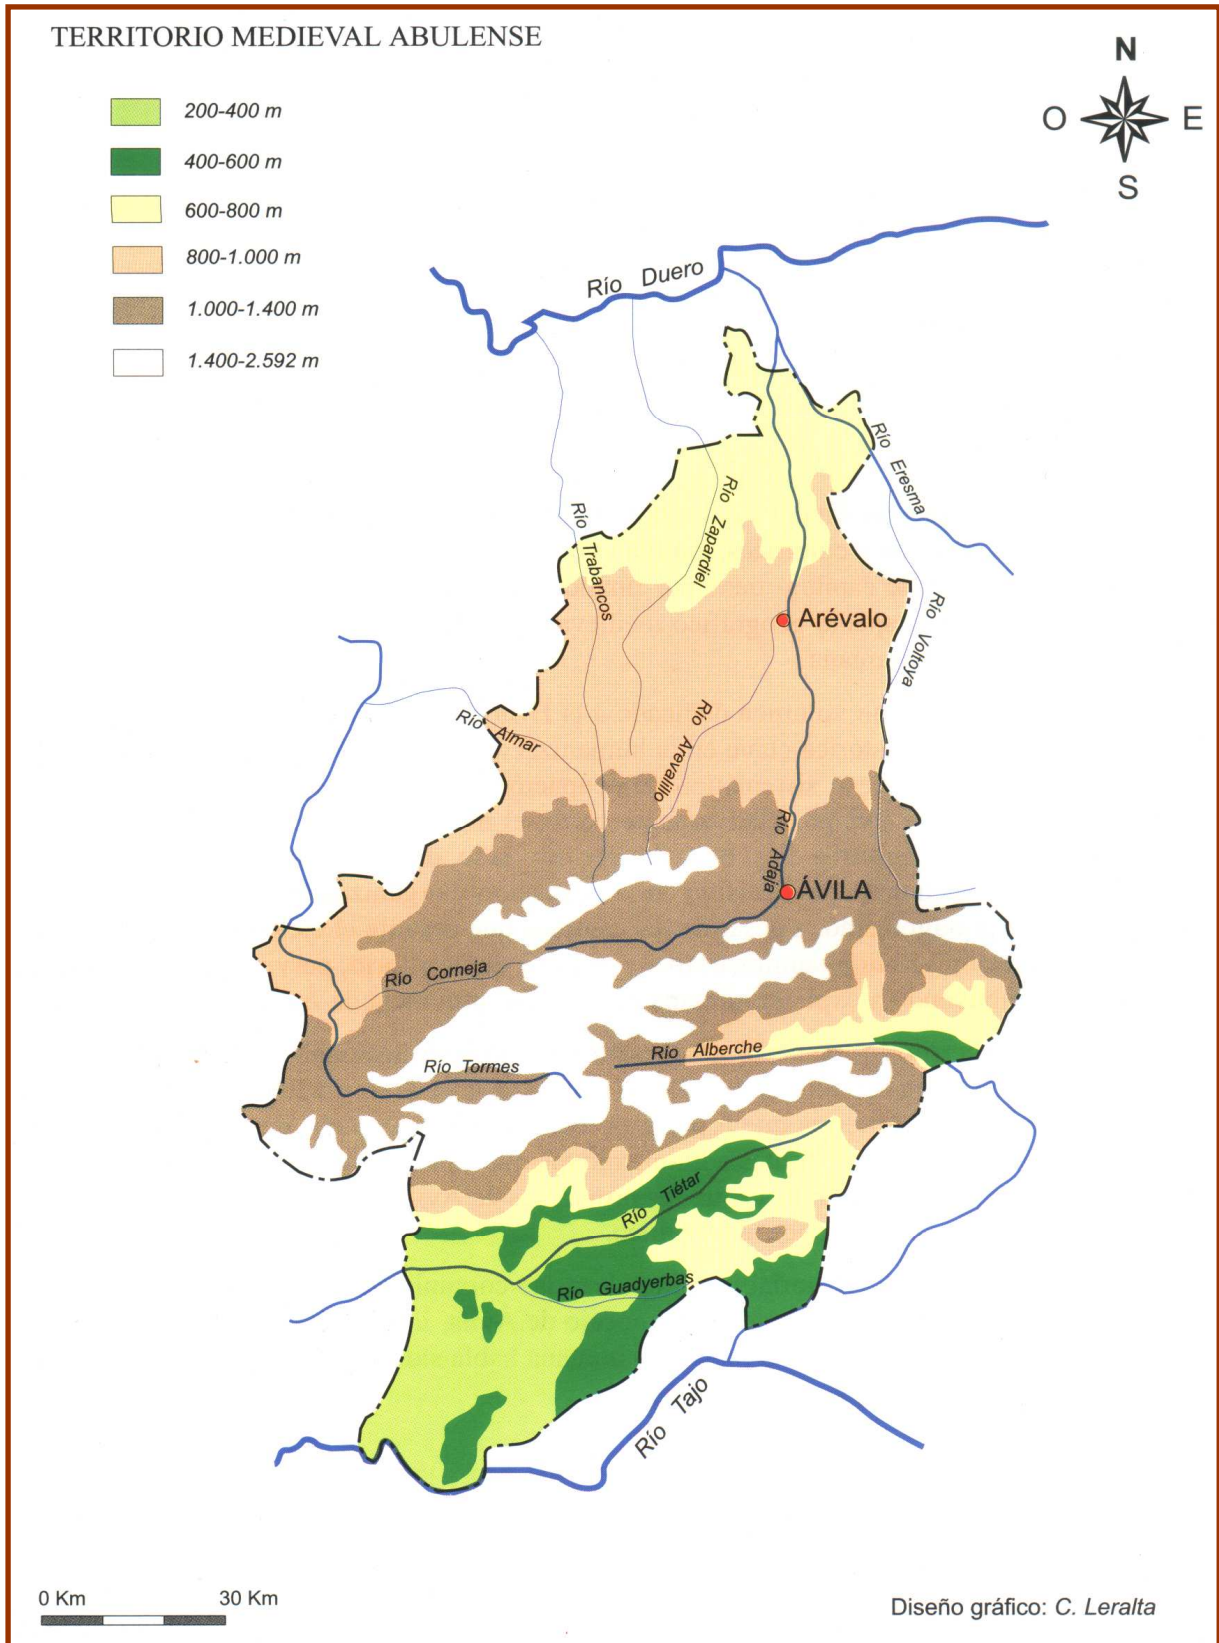 TERRITORIO MEDIEVAL ABULENSE
N
O
E
S
200-400 m
400-600 m
600-800 m
800-1.000 m
1.000-1.400 m
1.400-2.592 m
Río Duero
Río Eresma
Río Zapardiel
Río Trabancos
Río Voltoya
Arévalo
Río Almar
Río Arevalillo
Río Adaja
ÁVILA
Río Corneja
Río Alberche
Río Tormes
Río Tiétar
Río Guadyerbas
Río Tajo
0 Km
30 Km
Diseño gráfico: C. Leralta